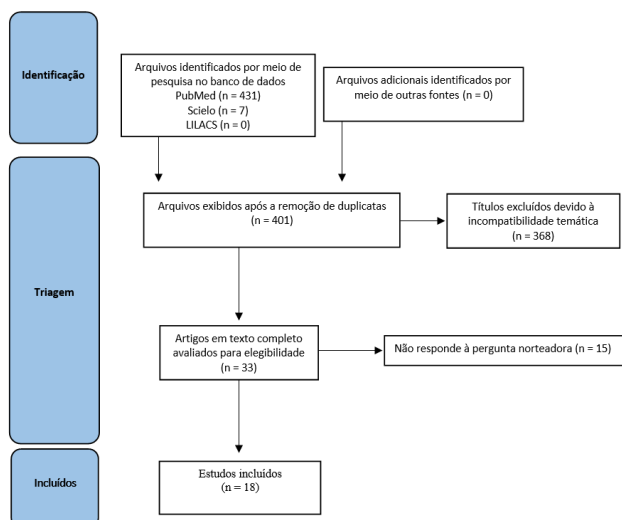 Identificação
Arquivos identificados por meio de
pesquisa no banco de dados
PubMed (n = 431)
Scielo (n = 7)
LILACS (n = 0)
Arquivos adicionais identificados por
meio de outras fontes (n = 0)
Triagem
Arquivos exibidos após a remoção de duplicatas
(n = 401)
Títulos excluídos devido à
incompatibilidade temática
(n = 368)
Artigos em texto completo
avaliados para elegibilidade
(n = 33)
Não responde à pergunta norteadora (n = 15)
Incluídos
Estudos incluídos
(n = 18)